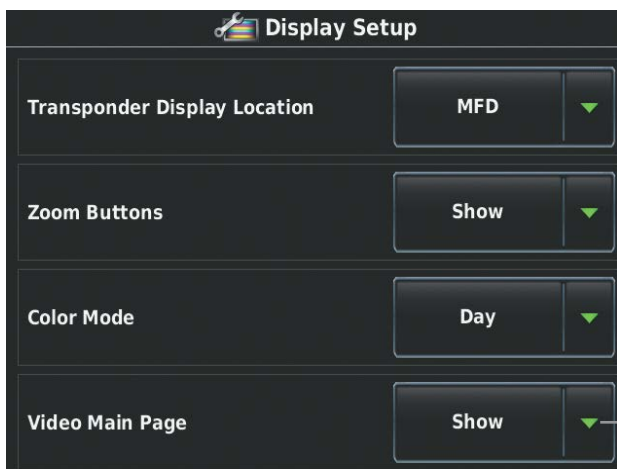 Display Setup
Transponder Display Location MFD
Zoom Buttons Show
Color Mode Day
Video Main Page Show